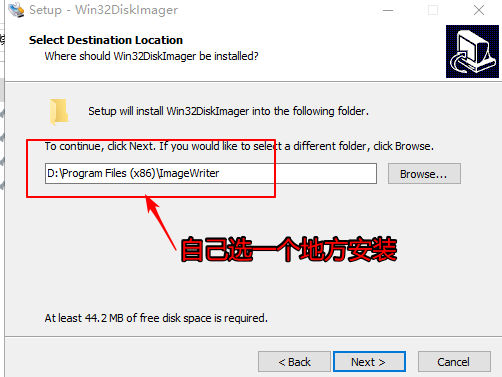 Setup - Win32DiskImager
Select Destination Location
Where should Win32DiskImager be installed?
Setup will install Win32DiskImager into the following folder.
To continue, click Next. If you would like to select a different folder, click Browse.
D:\Program Files (x86)\ImageWriter
Browse...
自己选一个地方安装
At least 44.2 MB of free disk space is required.
< Back
Next >
Cancel